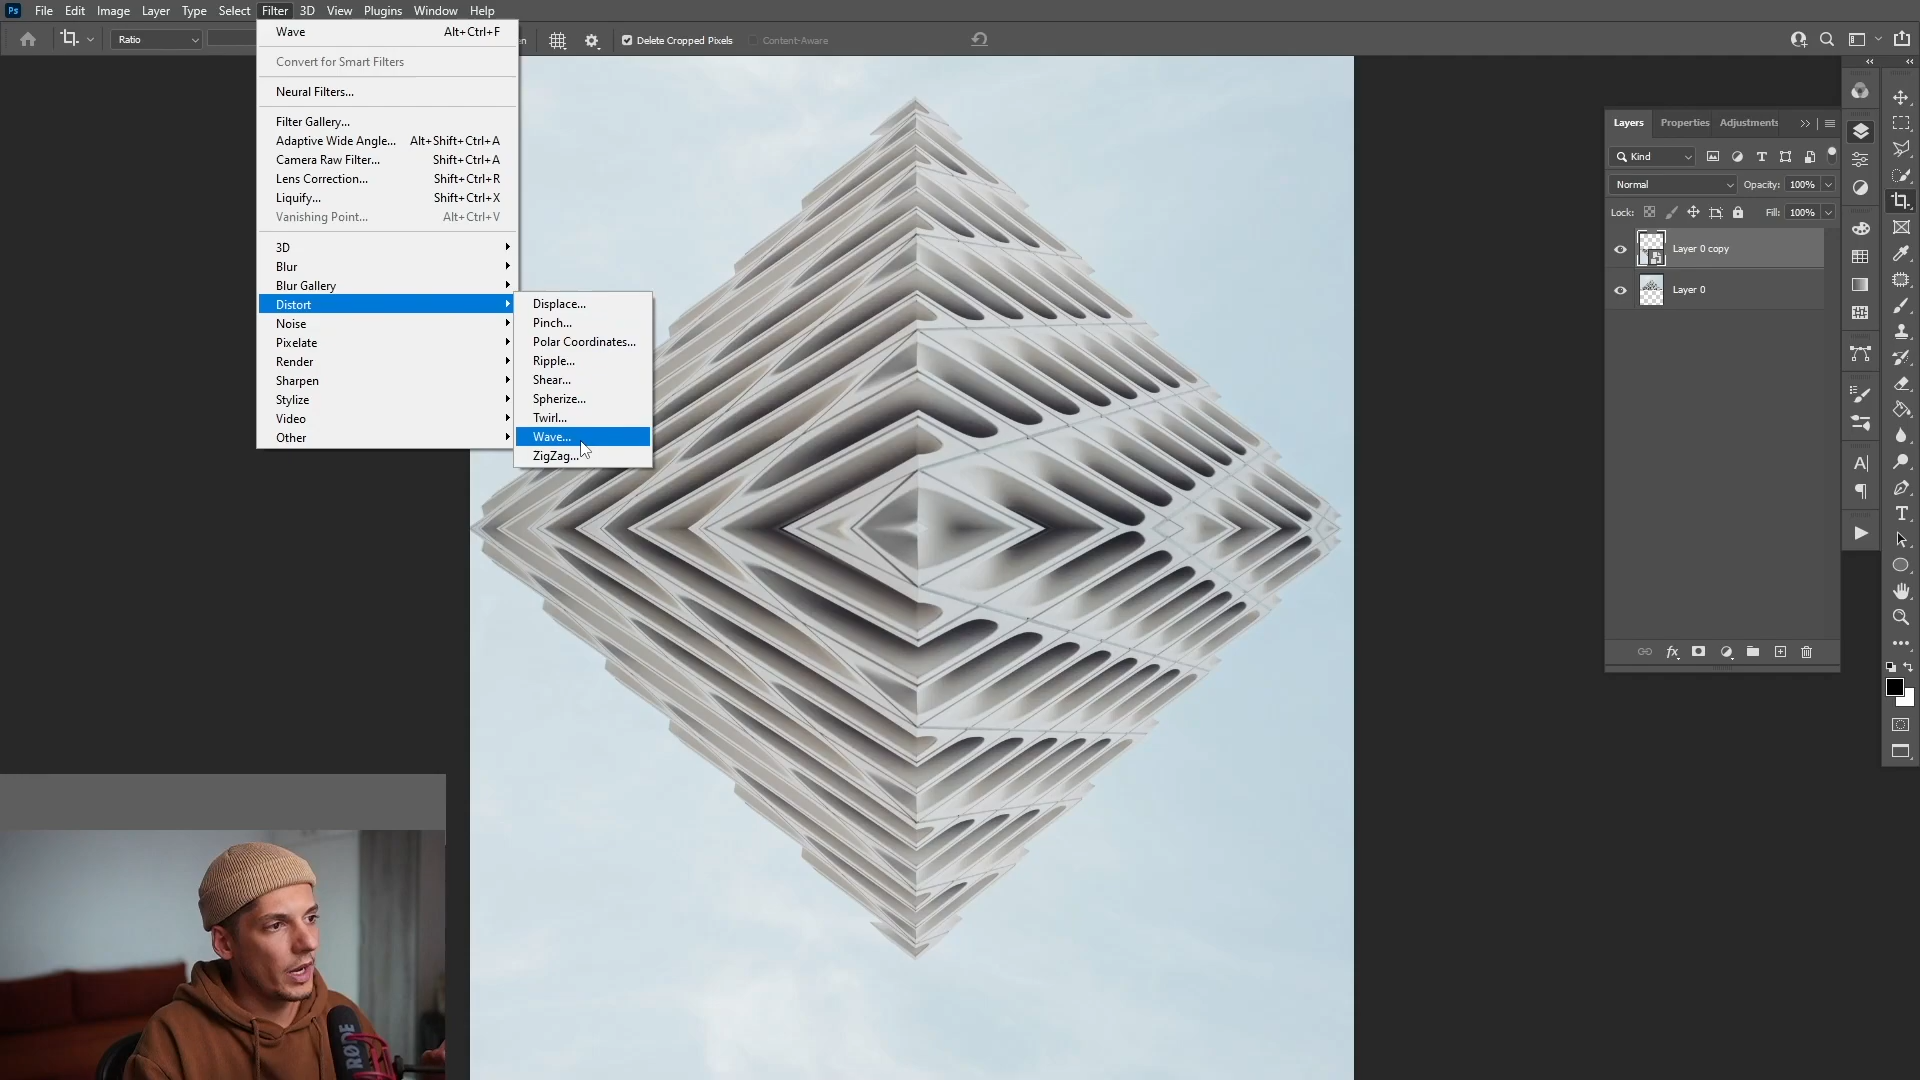 Ps File Edit Image Layer Type Select Filter 3D View Plugins Window Help
Ratio
Delete Cropped Pixels
Content-Aware
Wave Alt+Ctrl+F
Convert for Smart Filters
Neural Filters...
Filter Gallery...
Adaptive Wide Angle... Alt+Shift+Ctrl+A
Camera Raw Filter... Shift+Ctrl+A
Lens Correction... Shift+Ctrl+R
Liquify... Shift+Ctrl+X
Vanishing Point... Alt+Ctrl+V
3D
Blur
Blur Gallery
Distort
Noise
Pixelate
Render
Sharpen
Stylize
Video
Other
Displace...
Pinch...
Polar Coordinates...
Ripple...
Shear...
Spherize...
Twirl...
Wave...
ZigZag...
Layers Properties Adjustments
Kind
Normal Opacity: 100%
Lock: Fill: 100%
Layer 0 copy
Layer 0
fx
RØDE